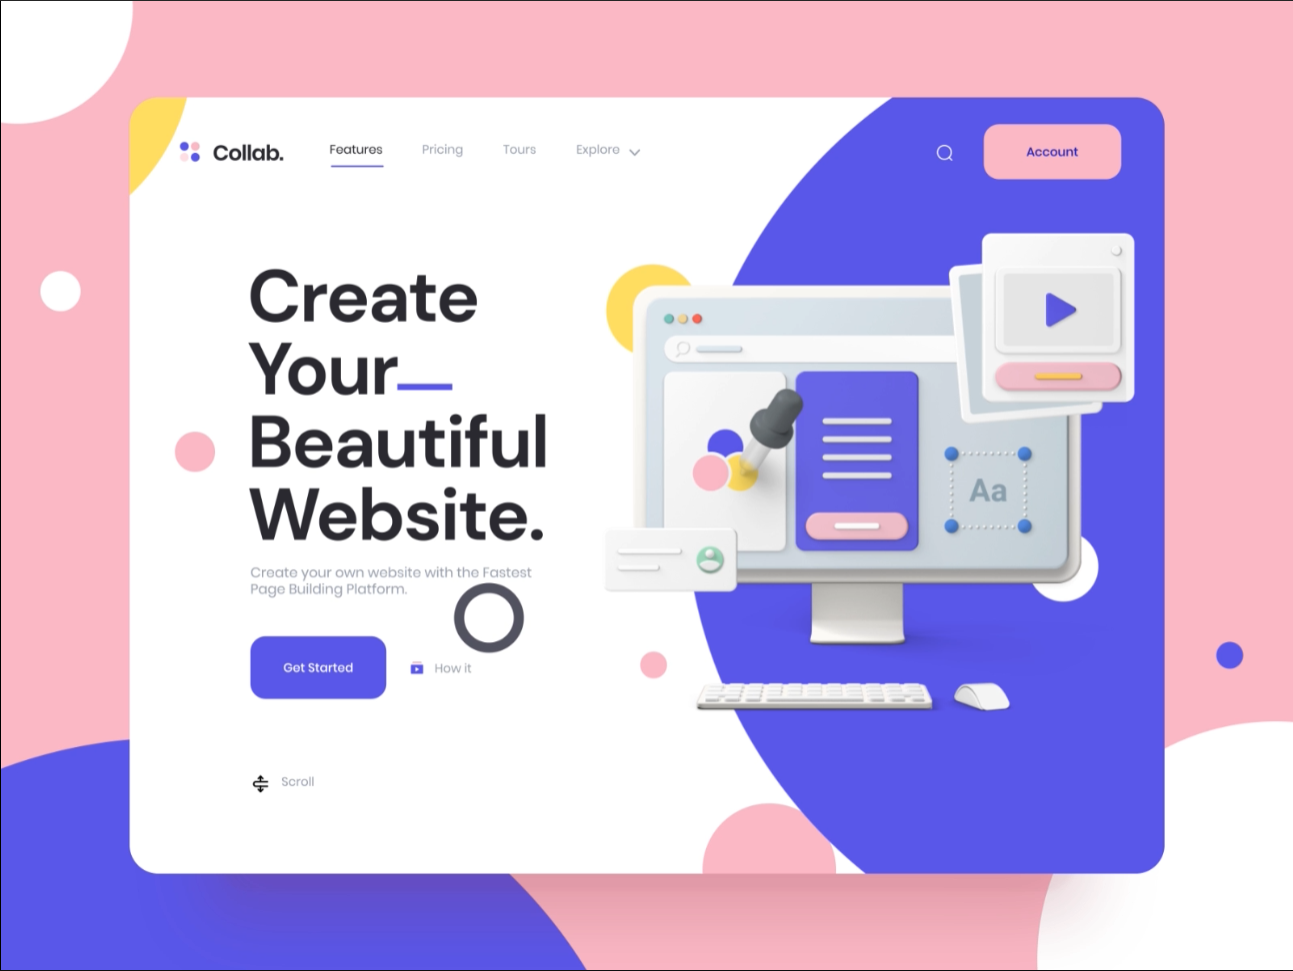 Collab.
Features
Pricing
Tours
Explore
Account
Create
Your
Beautiful
Website.
Create your own website with the Fastest
Page Building Platform.
Get Started
How it
Scroll
Aa